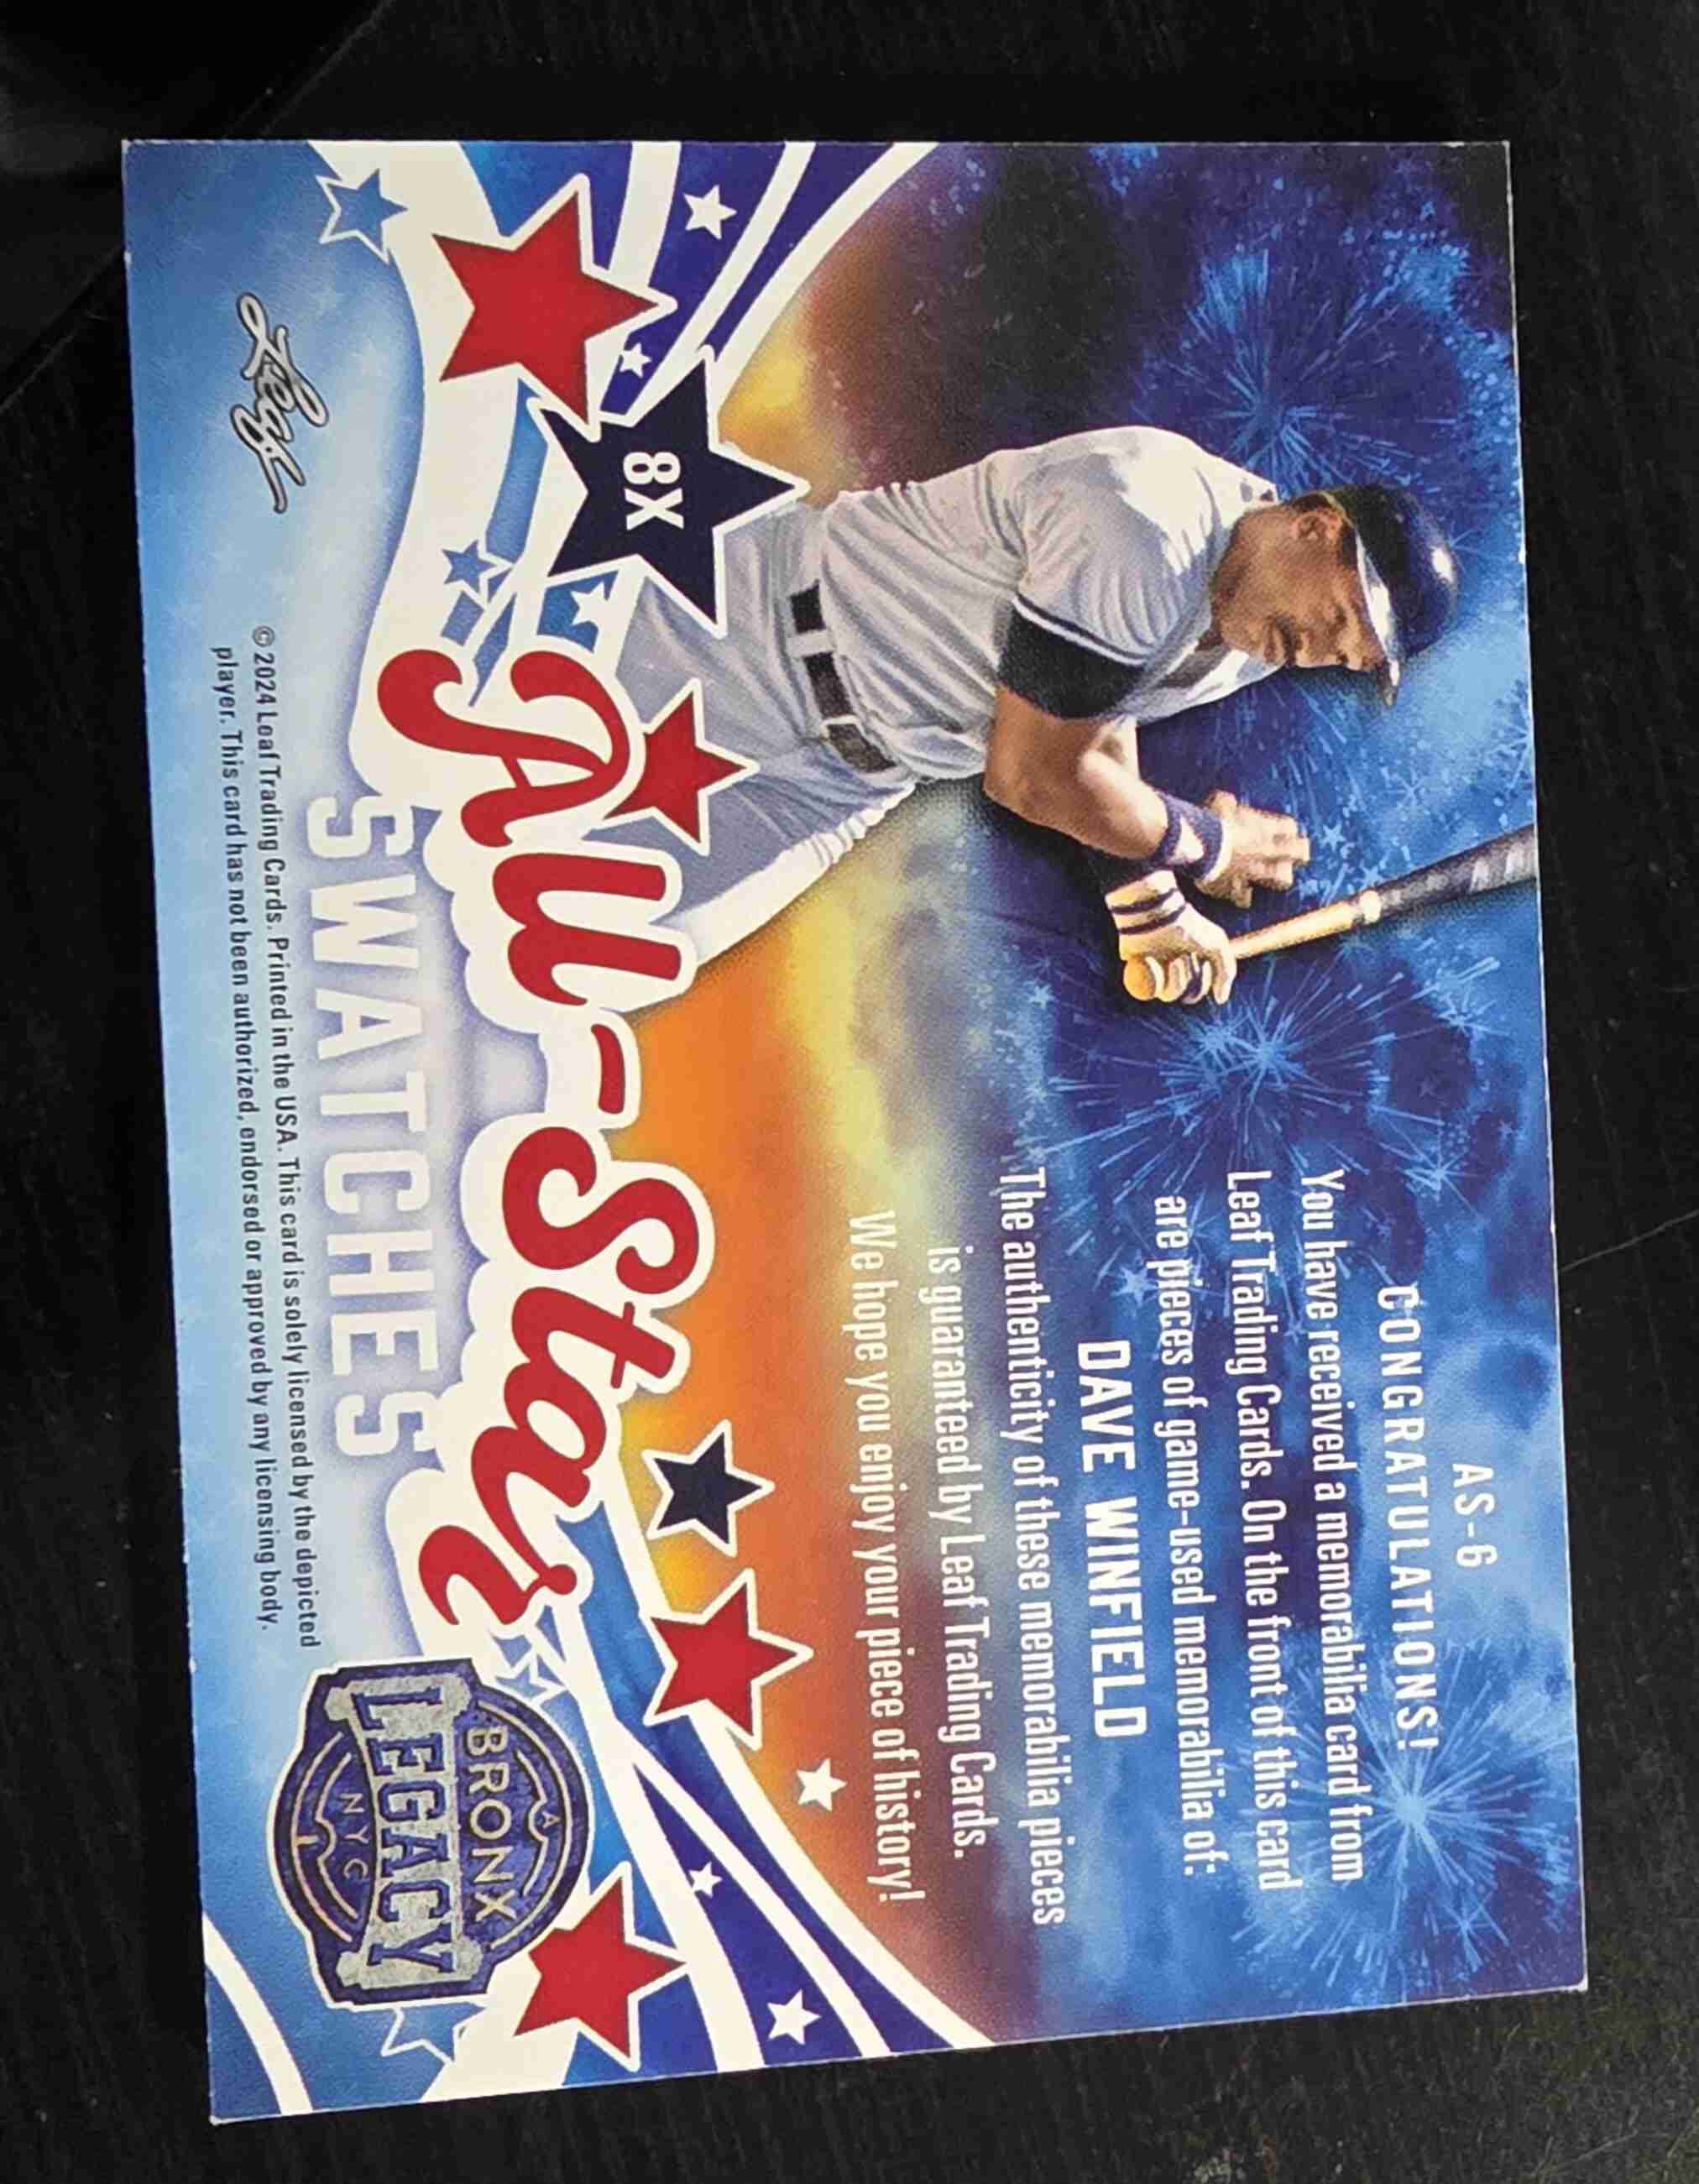 AS-6
CONGRATULATIONS!
You have received a memorabilia card from
Leaf Trading Cards. On the front of this card
are pieces of game-used memorabilia of:
DAVE WINFIELD
The authenticity of these memorabilia pieces
is guaranteed by Leaf Trading Cards.
We hope you enjoy your piece of history!
8X
All-Star
SWATCHES
Leaf
© 2024 Leaf Trading Cards. Printed in the USA. This card is solely licensed by the depicted
player. This card has not been authorized, endorsed or approved by any licensing body.
A
BRONX
LEGACY
NYC